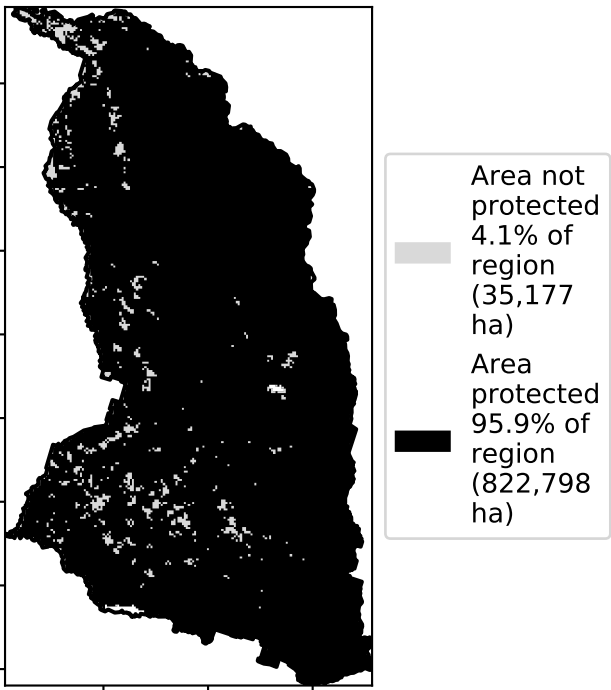 Area not
protected
4.1% of
region
(35,177
ha)
Area
protected
95.9% of
region
(822,798
ha)